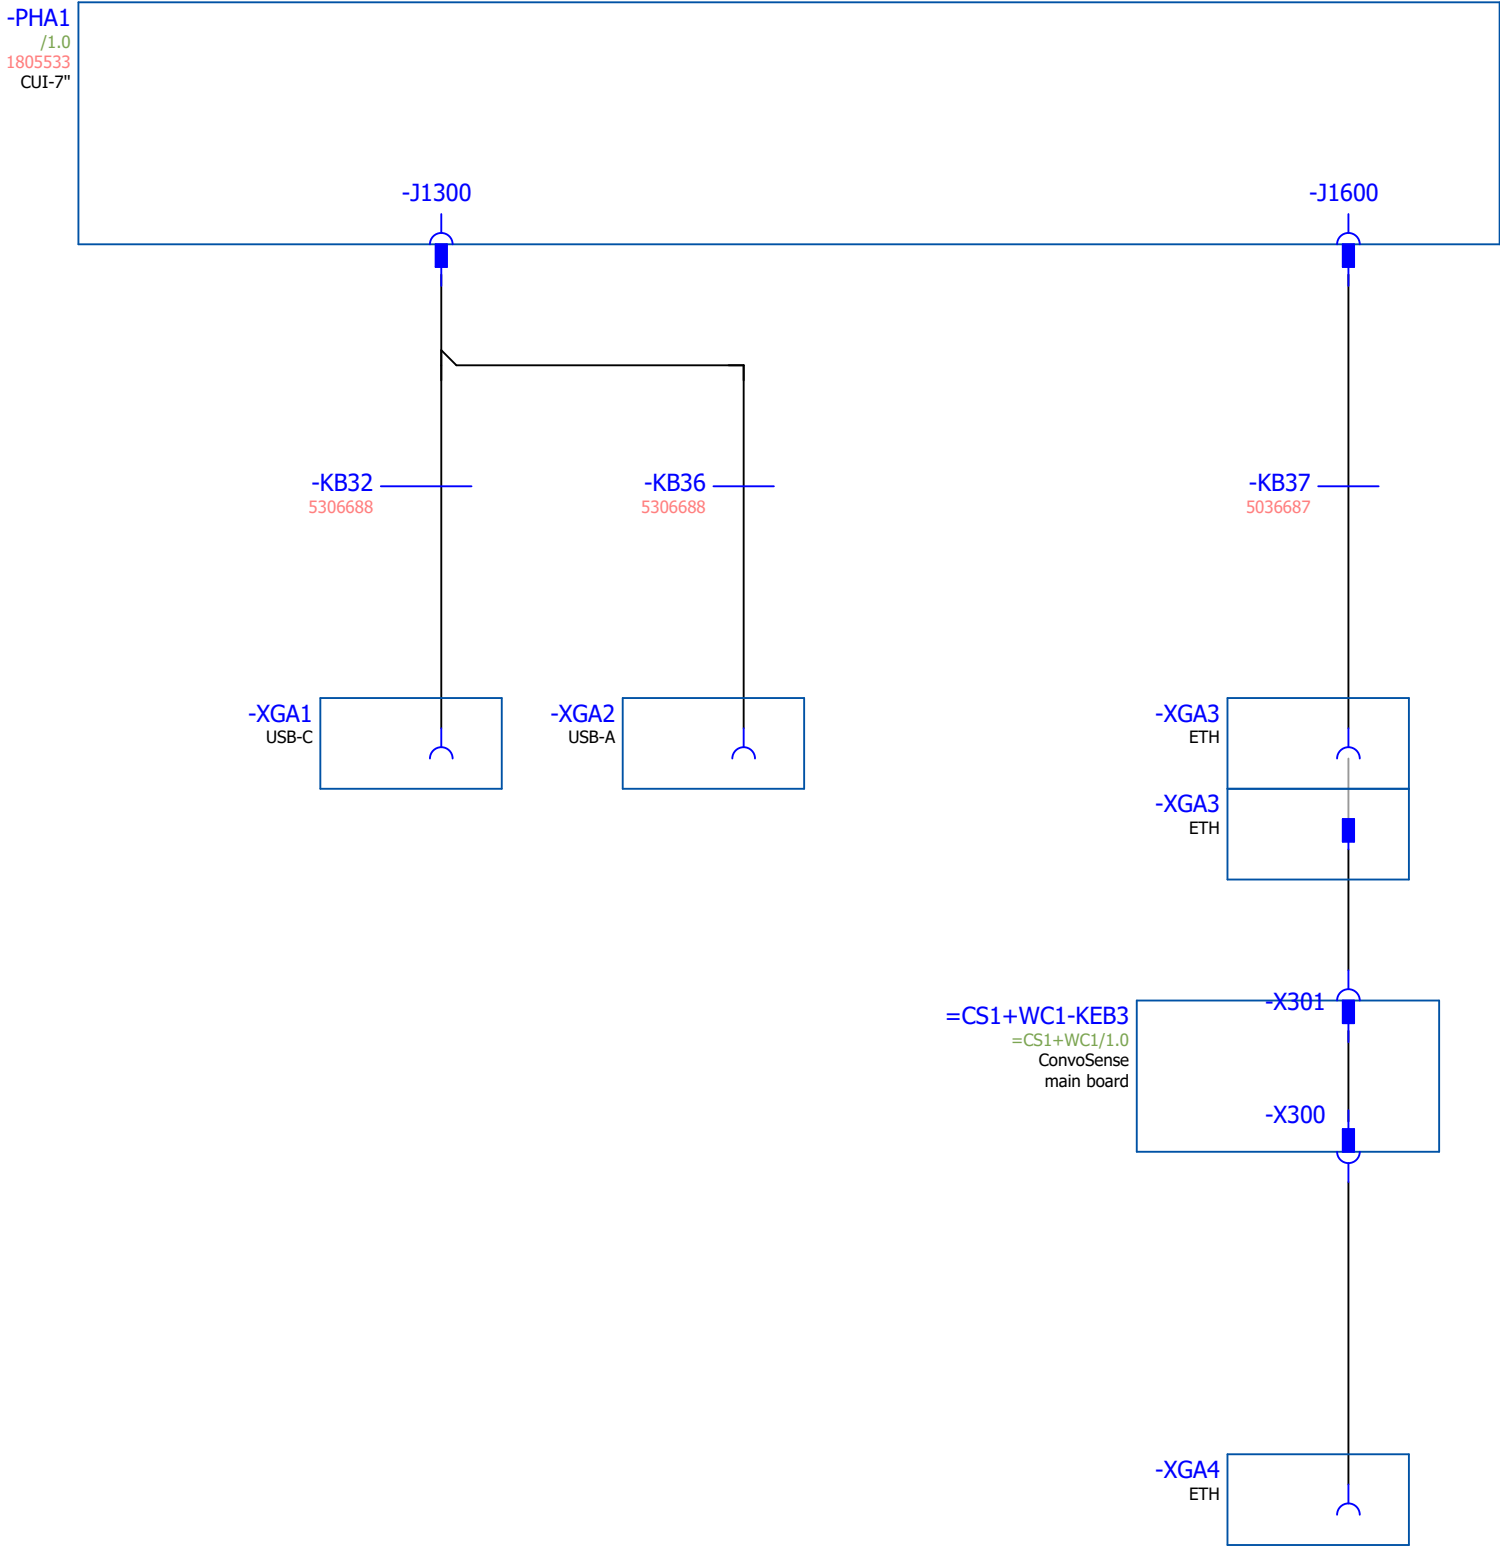 -PHA1
/1.0
1805533
CUI-7"
-J1300
-J1600
-KB32
5306688
-KB36
5306688
-KB37
5036687
-XGA1
USB-C
-XGA2
USB-A
-XGA3
ETH
-XGA3
ETH
-X301
=CS1+WC1-KEB3
=CS1+WC1/1.0
ConvoSense
main board
-X300
-XGA4
ETH